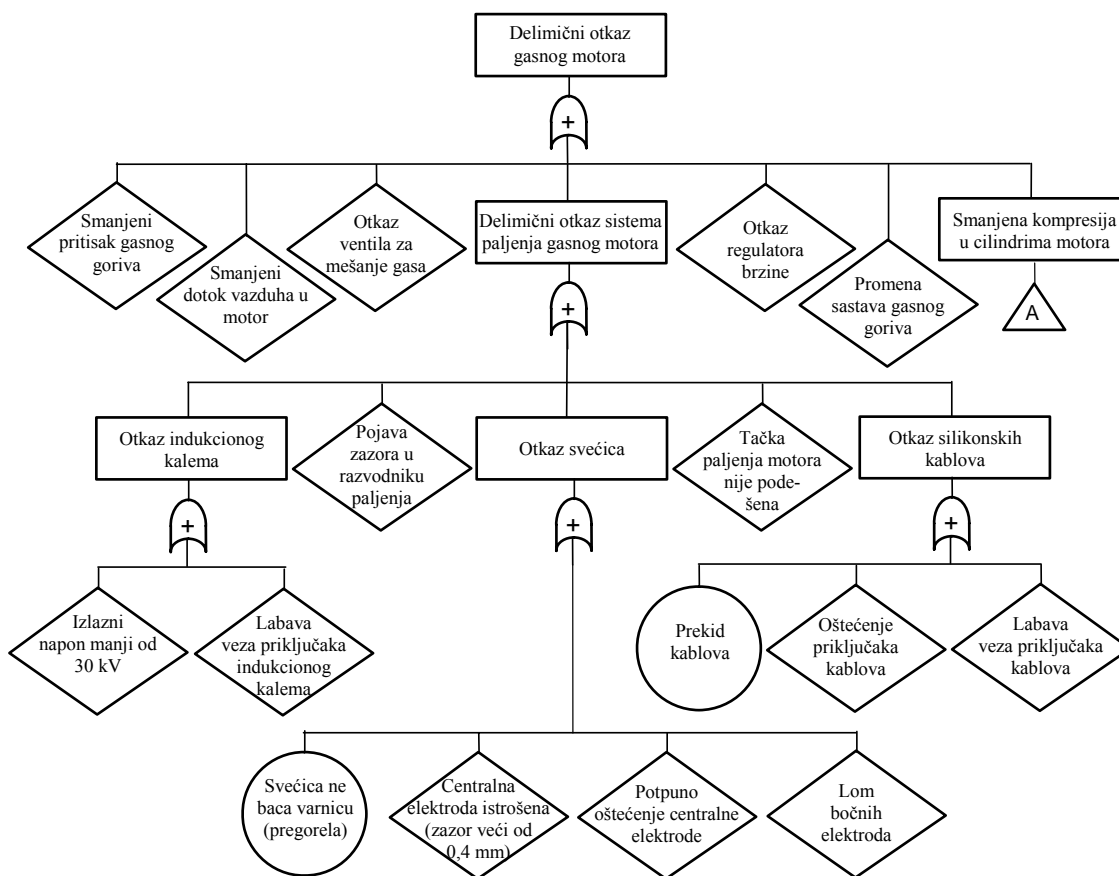 Delimični otkaz
gasnog motora
+
Smanjeni
pritisak gasnog
goriva
Smanjeni
dotok vazduha u
motor
Otkaz
ventila za
mešanje gasa
Delimični otkaz sistema
paljenja gasnog motora
Otkaz
regulatora
brzine
Promena
sastava gasnog
goriva
Smanjena kompresija
u cilindrima motora
A
+
Otkaz indukcionog
kalema
Pojava
zazora u
razvodniku
paljenja
Otkaz svećica
Tačka
paljenja motora
nije pode-
šena
Otkaz silikonskih
kablova
+
+
+
Izlazni
napon manji od
30 kV
Labava
veza priključaka
indukcionog
kalema
Prekid
kablova
Oštećenje
priključaka
kablova
Labava
veza priključaka
kablova
Svećica ne
baca varnicu
(pregorela)
Centralna
elektroda istrošena
(zazor veći od
0,4 mm)
Potpuno
oštećenje centralne
elektrode
Lom
bočnih
elektroda